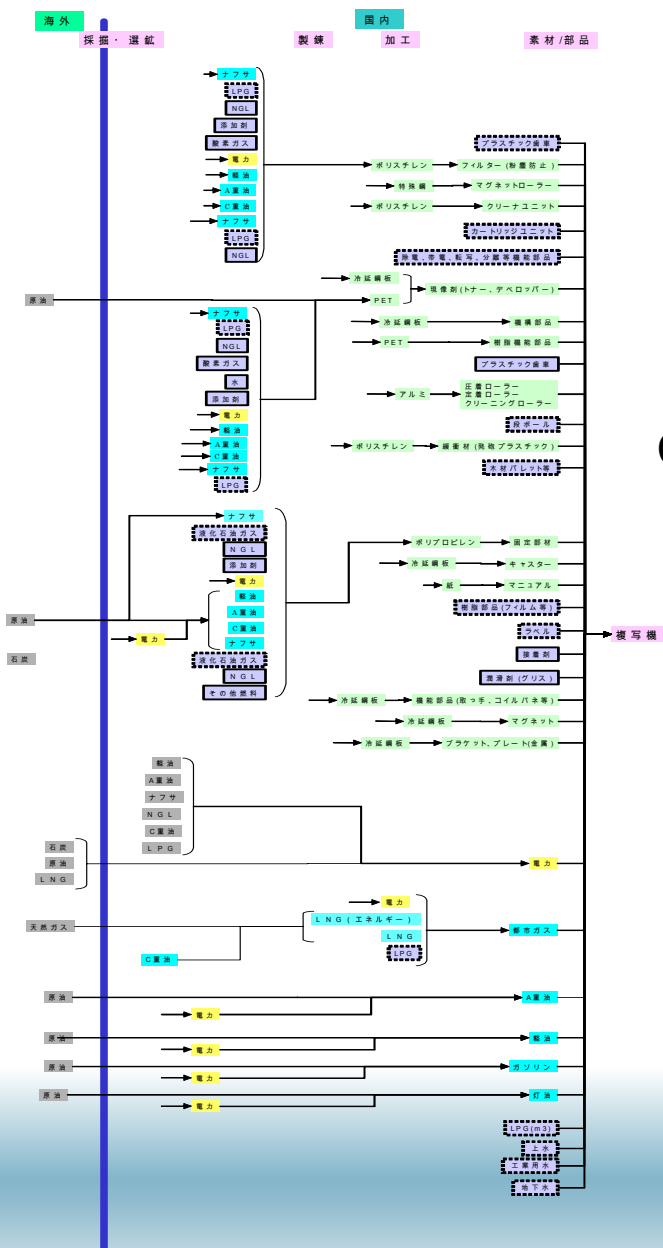 海外
国内
採掘・選鉱
製錬
加工
素材/部品
ナフサ
LPG
NGL
添加剤
酸素ガス
電力
軽油
A重油
C重油
ナフサ
LPG
NGL
プラスチック歯車
ポリスチレン
フィルター(粉塵防止)
特殊鋼
マグネットローラー
ポリスチレン
クリーナユニット
カートリッジユニット
除電、帯電、転写、分離等機能部品
冷延鋼板
現像剤(トナー、デベロッパー)
原油
PET
ナフサ
LPG
NGL
酸素ガス
水
添加剤
電力
軽油
A重油
C重油
ナフサ
LPG
冷延鋼板
機構部品
PET
樹脂機能部品
プラスチック歯車
アルミ
圧着ローラー
定着ローラー
クリーニングローラー
段ボール
ポリスチレン
緩衝材(発砲プラスチック)
木材パレット等
ナフサ
液化石油ガス
NGL
添加剤
電力
軽油
A重油
C重油
ナフサ
液化石油ガス
NGL
その他燃料
原油
電力
石炭
ポリプロピレン
固定部材
冷延鋼板
キャスター
紙
マニュアル
樹脂部品(フィルム等)
ラベル
複写機
接着剤
潤滑剤(グリス)
冷延鋼板
機能部品(取っ手、コイルバネ等)
冷延鋼板
マグネット
冷延鋼板
ブラケット、プレート(金属)
軽油
A重油
ナフサ
NGL
C重油
LPG
石炭
原油
LNG
電力
電力
天然ガス
LNG(エネルギー)
LNG
LPG
都市ガス
C重油
原油
A重油
電力
原油
軽油
電力
原油
ガソリン
電力
原油
灯油
電力
LPG(m3)
上水
工業用水
地下水